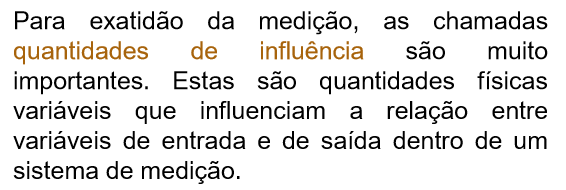 Para exatidão da medição, as chamadas
quantidades de influência são muito
importantes. Estas são quantidades físicas
variáveis que influenciam a relação entre
variáveis de entrada e de saída dentro de um
sistema de medição.